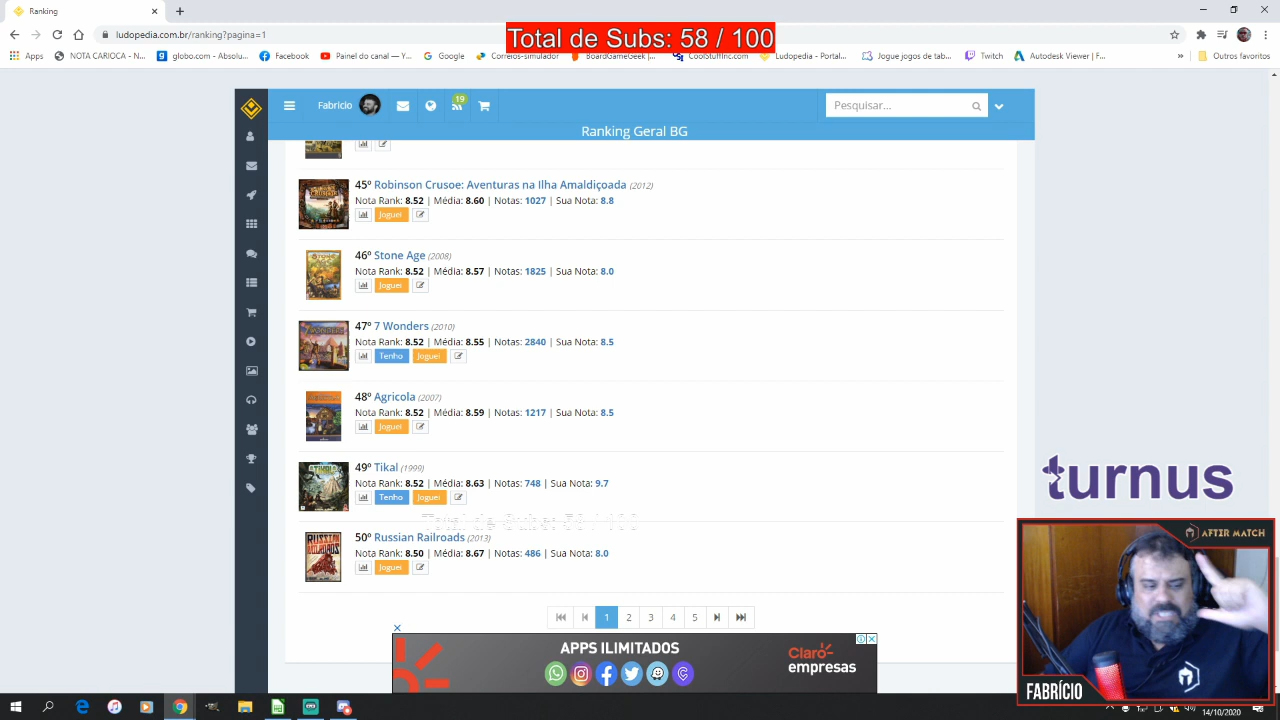 Ranking
Total de Subs: 58 / 100
ludopedia.com.br/ranking?pagina=1
Apps
NOTA CARIOCA - P...
globo.com - Absolu...
Facebook
Painel do canal - Y...
Google
Correios-simulador
BoardGameGeek |...
CoolStuffInc.com...
Ludopedia - Portal...
Jogue jogos de tab...
Twitch
Autodesk Viewer | F...
Outros favoritos
Fabricio
19
Pesquisar...
Ranking Geral BG
45º Robinson Crusoe: Aventuras na Ilha Amaldiçoada (2012)
Nota Rank: 8.52 | Média: 8.60 | Notas: 1027 | Sua Nota: 8.8
Joguei
46º Stone Age (2008)
Nota Rank: 8.52 | Média: 8.57 | Notas: 1825 | Sua Nota: 8.0
Joguei
47º 7 Wonders (2010)
Nota Rank: 8.52 | Média: 8.55 | Notas: 2840 | Sua Nota: 8.5
Tenho Joguei
48º Agricola (2007)
Nota Rank: 8.52 | Média: 8.59 | Notas: 1217 | Sua Nota: 8.5
Joguei
49º Tikal (1999)
Nota Rank: 8.52 | Média: 8.63 | Notas: 748 | Sua Nota: 9.7
Tenho Joguei
turnus
50º Russian Railroads (2013)
Nota Rank: 8.50 | Média: 8.67 | Notas: 486 | Sua Nota: 8.0
Joguei
RUSSIAN
RAILROADS
AFTER MATCH
1 2 3 4 5
APPS ILIMITADOS
Claro
empresas
FABRÍCIO
14/10/2020